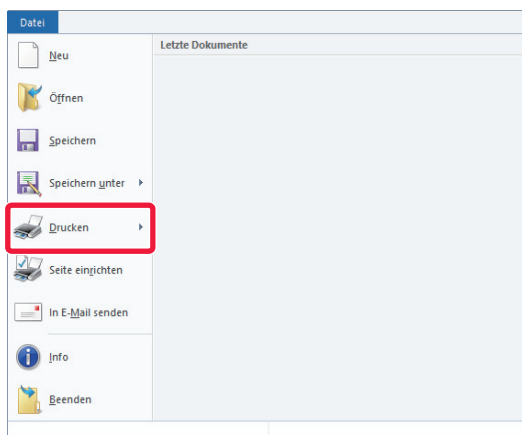 Datei
Letzte Dokumente
Neu
Öffnen
Speichern
Speichern unter
Drucken
Seite einrichten
In E-Mail senden
Info
Beenden